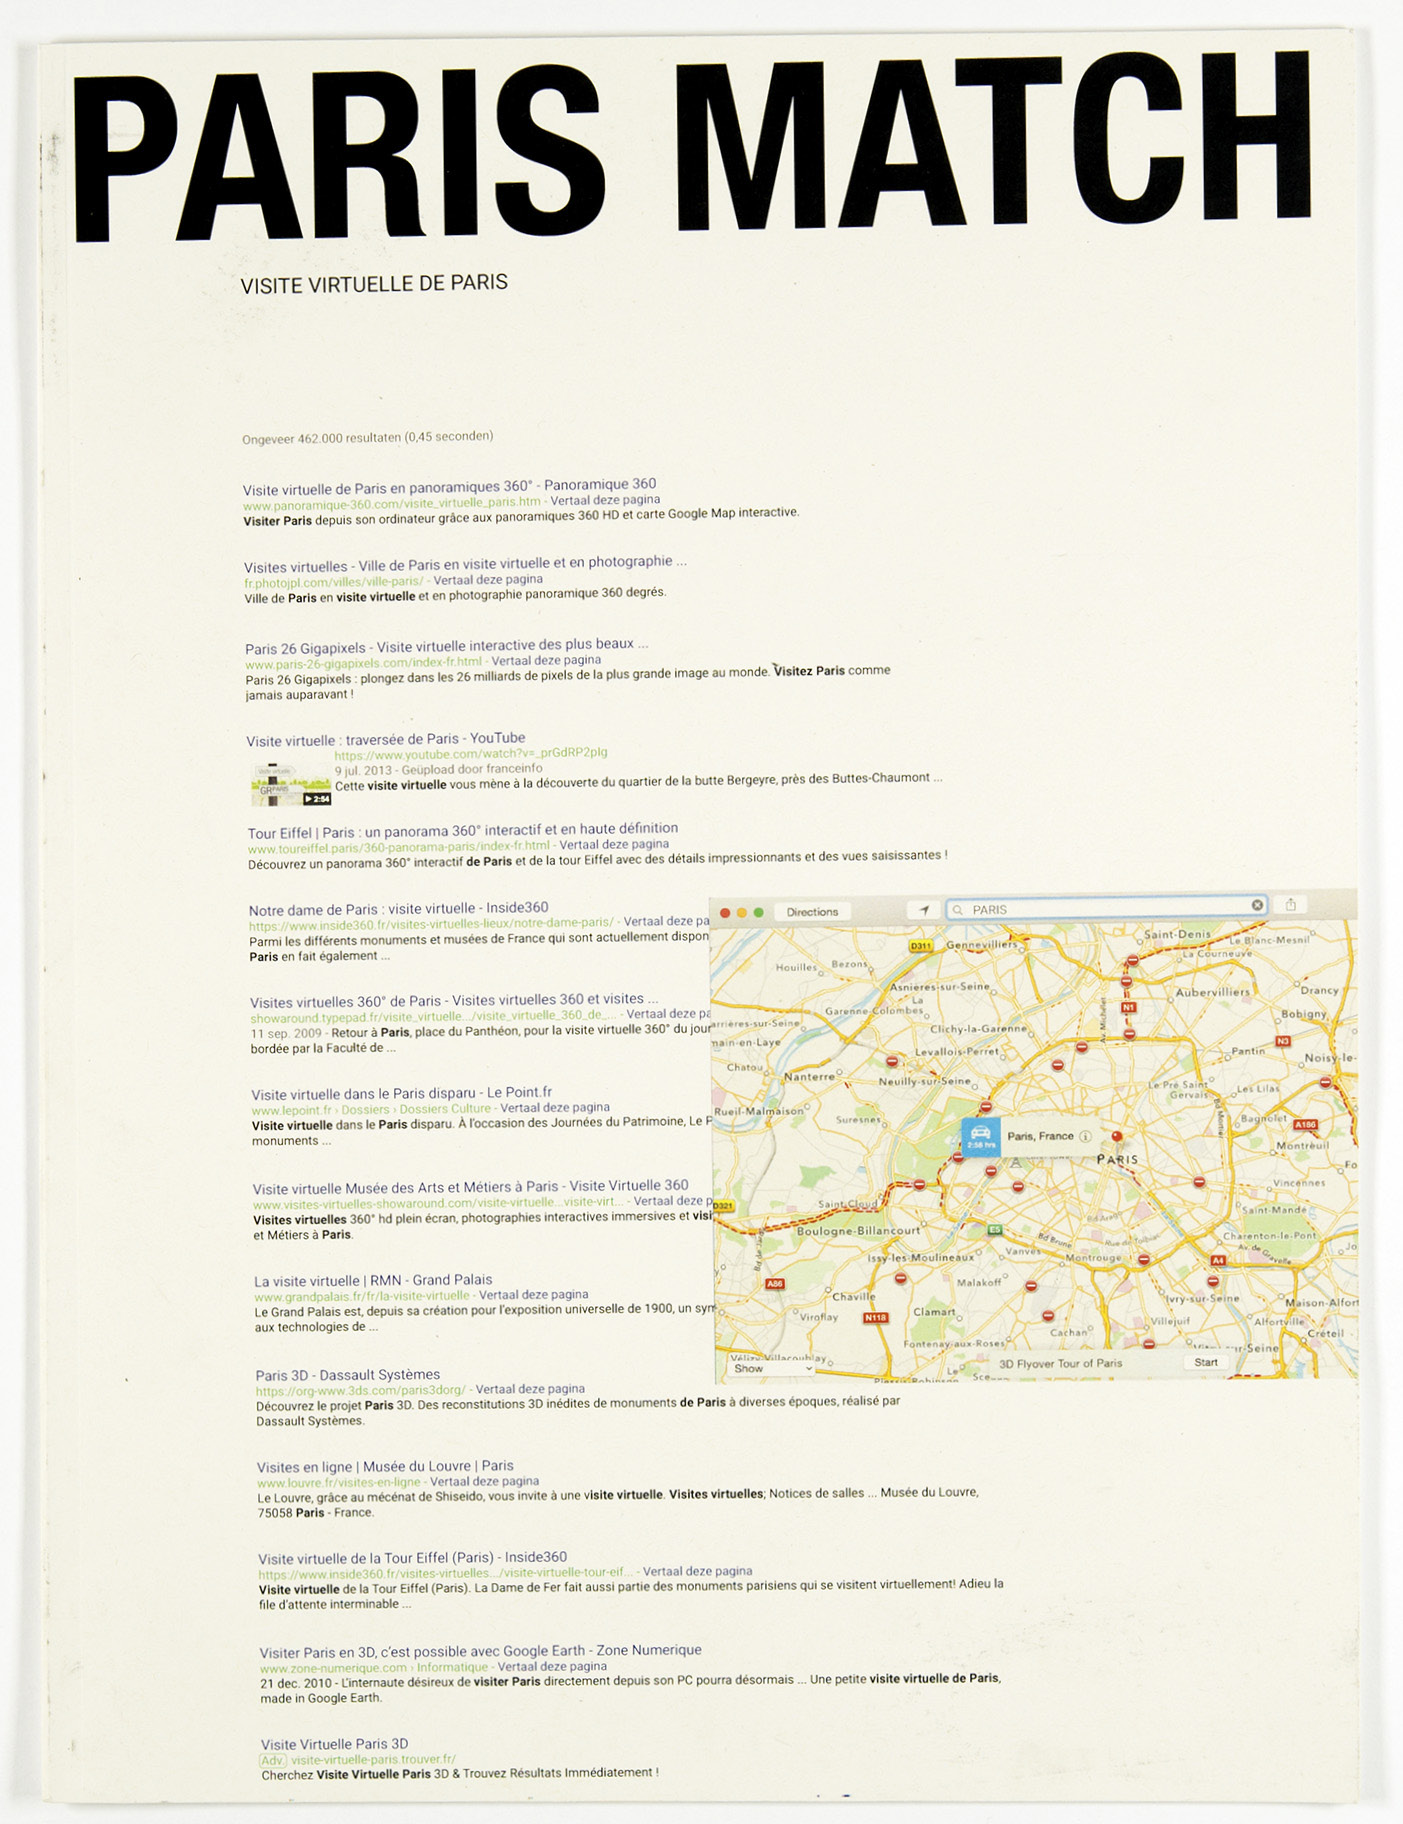 PARIS MATCH
VISITE VIRTUELLE DE PARIS
Ongeveer 462.000 resultaten (0,45 seconden)
Visite virtuelle de Paris en panoramiques 360° - Panoramique 360
www.panoramique-360.com/visite_virtuelle_paris.htm - Vertaal deze pagina
Visiter Paris depuis son ordinateur grâce aux panoramiques 360 HD et carte Google Map interactive.
Visites virtuelles - Ville de Paris en visite virtuelle et en photographie ...
fr.photojpl.com/villes/ville-paris/ - Vertaal deze pagina
Ville de Paris en visite virtuelle et en photographie panoramique 360 degrés.
Paris 26 Gigapixels - Visite virtuelle interactive des plus beaux ...
www.paris-26-gigapixels.com/index-fr.html - Vertaal deze pagina
Paris 26 Gigapixels : plongez dans les 26 milliards de pixels de la plus grande image au monde. Visitez Paris comme
jamais auparavant !
Visite virtuelle : traversée de Paris - YouTube
https://www.youtube.com/watch?v=_prGdRP2pIg
9 jul. 2013 - Geüpload door franceinfo
Cette visite virtuelle vous mène à la découverte du quartier de la butte Bergeyre, près des Buttes-Chaumont ...
GR PARIS
2:54
Tour Eiffel | Paris : un panorama 360° interactif et en haute définition
www.toureiffel.paris/360-panorama-paris/index-fr.html - Vertaal deze pagina
Découvrez un panorama 360° interactif de Paris et de la tour Eiffel avec des détails impressionnants et des vues saisissantes !
Notre dame de Paris : visite virtuelle - Inside360
https://www.inside360.fr/visites-virtuelles-lieux/notre-dame-paris/ - Vertaal deze pa
Parmi les différents monuments et musées de France qui sont actuellement dispon
Paris en fait également ...
Visites virtuelles 360° de Paris - Visites virtuelles 360 et visites ...
showaround.typepad.fr/visite_virtuelle.../visite_virtuelle_360_de_... - Vertaal deze pa
11 sep. 2009 - Retour à Paris, place du Panthéon, pour la visite virtuelle 360° du jour
bordée par la Faculté de ...
Visite virtuelle dans le Paris disparu - Le Point.fr
www.lepoint.fr › Dossiers › Dossiers Culture - Vertaal deze pagina
Visite virtuelle dans le Paris disparu. À l'occasion des Journées du Patrimoine, Le P
monuments ...
Visite virtuelle Musée des Arts et Métiers à Paris - Visite Virtuelle 360
www.visites-virtuelles-showaround.com/visite-virtuelle...visite-virt... - Vertaal deze p
Visites virtuelles 360° hd plein écran, photographies interactives immersives et visi
et Métiers à Paris.
La visite virtuelle | RMN - Grand Palais
www.grandpalais.fr/fr/la-visite-virtuelle - Vertaal deze pagina
Le Grand Palais est, depuis sa création pour l'exposition universelle de 1900, un sym
aux technologies de ...
Paris 3D - Dassault Systèmes
https://org-www.3ds.com/paris3dorg/ - Vertaal deze pagina
Découvrez le projet Paris 3D. Des reconstitutions 3D inédites de monuments de Paris à diverses époques, réalisé par
Dassault Systèmes.
Visites en ligne | Musée du Louvre | Paris
www.louvre.fr/visites-en-ligne - Vertaal deze pagina
Le Louvre, grâce au mécénat de Shiseido, vous invite à une visite virtuelle. Visites virtuelles; Notices de salles ... Musée du Louvre,
75058 Paris - France.
Visite virtuelle de la Tour Eiffel (Paris) - Inside360
https://www.inside360.fr/visites-virtuelles.../visite-virtuelle-tour-eif... - Vertaal deze pagina
Visite virtuelle de la Tour Eiffel (Paris). La Dame de Fer fait aussi partie des monuments parisiens qui se visitent virtuellement! Adieu la
file d'attente interminable ...
Visiter Paris en 3D, c'est possible avec Google Earth - Zone Numerique
www.zone-numerique.com › Informatique - Vertaal deze pagina
21 dec. 2010 - L'internaute désireux de visiter Paris directement depuis son PC pourra désormais ... Une petite visite virtuelle de Paris,
made in Google Earth.
Visite Virtuelle Paris 3D
Adv. visite-virtuelle-paris.trouver.fr/
Cherchez Visite Virtuelle Paris 3D & Trouvez Résultats Immédiatement !
Directions
PARIS
D311
Gennevilliers
Saint-Denis
Le Blanc-Mesnil
La Courneuve
Houilles
Bezons
Asnieres-sur-Seine
Aubervilliers
Drancy
La
Garenne-Colombes
N1
Av. Michelet
Bobigny
arrières-sur-Seine
Clichy-la-Garenne
main-en-Laye
Levallois-Perret
Pantin
N3
Noisy-le-
Chatou
Nanterre
Neuilly-sur-Seine
Le Pré Saint
Gervais
Les Lilas
Rueil-Malmaison
Suresnes
Bagnolet
A186
2:58 hrs
Paris, France
PARIS
Montreuil
Fo
Vincennes
D321
Saint-Cloud
Saint-Mandé
Boulogne-Billancourt
E5
Bd Brune
Charenton-le-Pont
Av. de Gravelle
Jo
Issy-les-Moulineaux
Vanves
Montrouge
A4
A86
Malakoff
Chaville
Ivry-sur-Seine
Maison-Alfort
Viroflay
N118
Clamart
Villejuif
Alfortville
Cachan
Créteil
Fontenay-aux-Roses
Vélizy-Villacoublay
Show
Le
3D Flyover Tour of Paris
Start